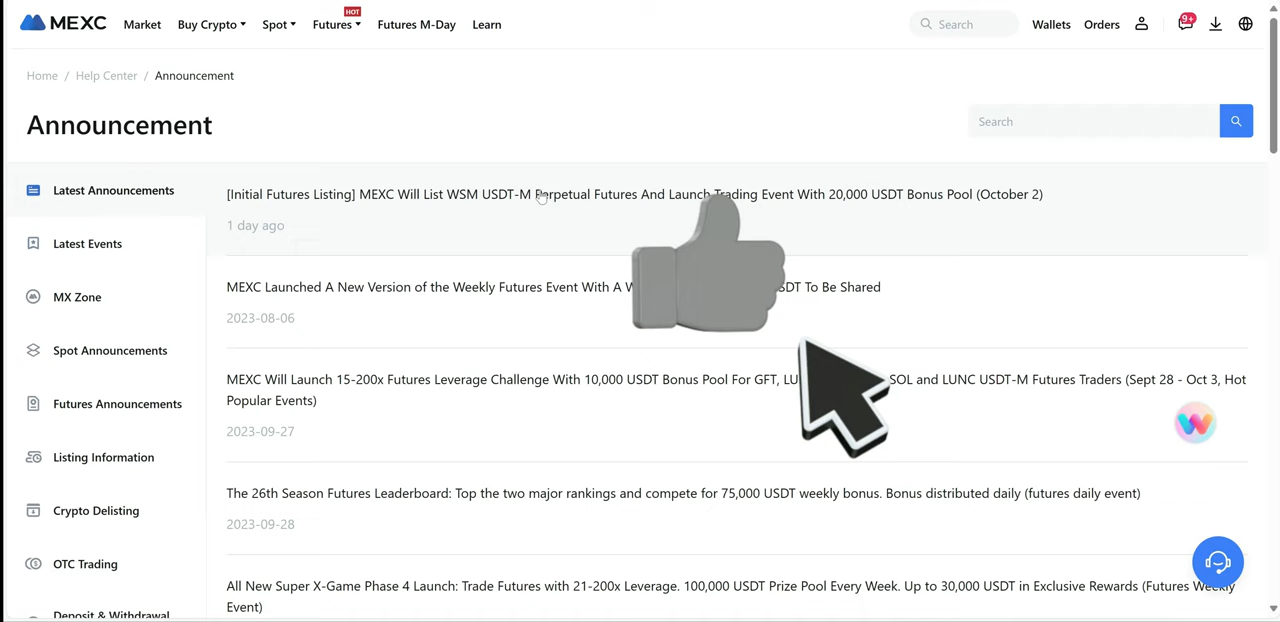 MEXC Market Buy Crypto Spot Futures HOT Futures M-Day Learn Search Wallets Orders 9+
Home / Help Center / Announcement
Announcement
Search
Latest Announcements
Latest Events
MX Zone
Spot Announcements
Futures Announcements
Listing Information
Crypto Delisting
OTC Trading
Deposit & Withdrawal
[Initial Futures Listing] MEXC Will List WSM USDT-M Perpetual Futures And Launch Trading Event With 20,000 USDT Bonus Pool (October 2)
1 day ago
MEXC Launched A New Version of the Weekly Futures Event With A To Be Shared
2023-08-06
MEXC Will Launch 15-200x Futures Leverage Challenge With 10,000 USDT Bonus Pool For GFT, SOL and LUNC USDT-M Futures Traders (Sept 28 - Oct 3, Hot
Popular Events)
2023-09-27
The 26th Season Futures Leaderboard: Top the two major rankings and compete for 75,000 USDT weekly bonus. Bonus distributed daily (futures daily event)
2023-09-28
All New Super X-Game Phase 4 Launch: Trade Futures with 21-200x Leverage. 100,000 USDT Prize Pool Every Week. Up to 30,000 USDT in Exclusive Rewards (Futures Weekly
Event)